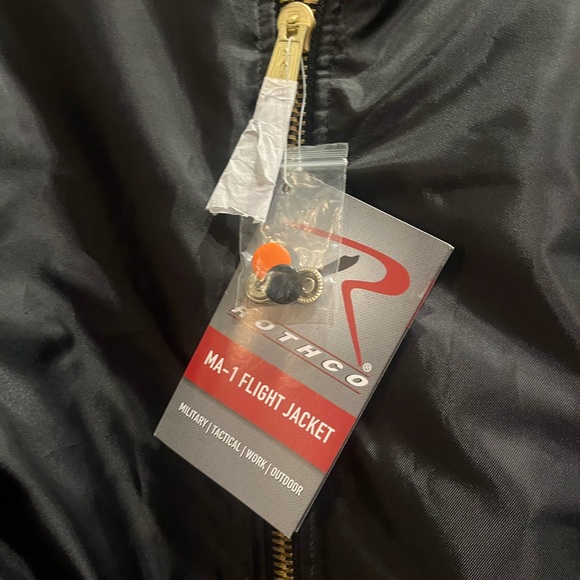 ROTHCO®
MA-1 FLIGHT JACKET
MILITARY | TACTICAL | WORK | OUTDOOR